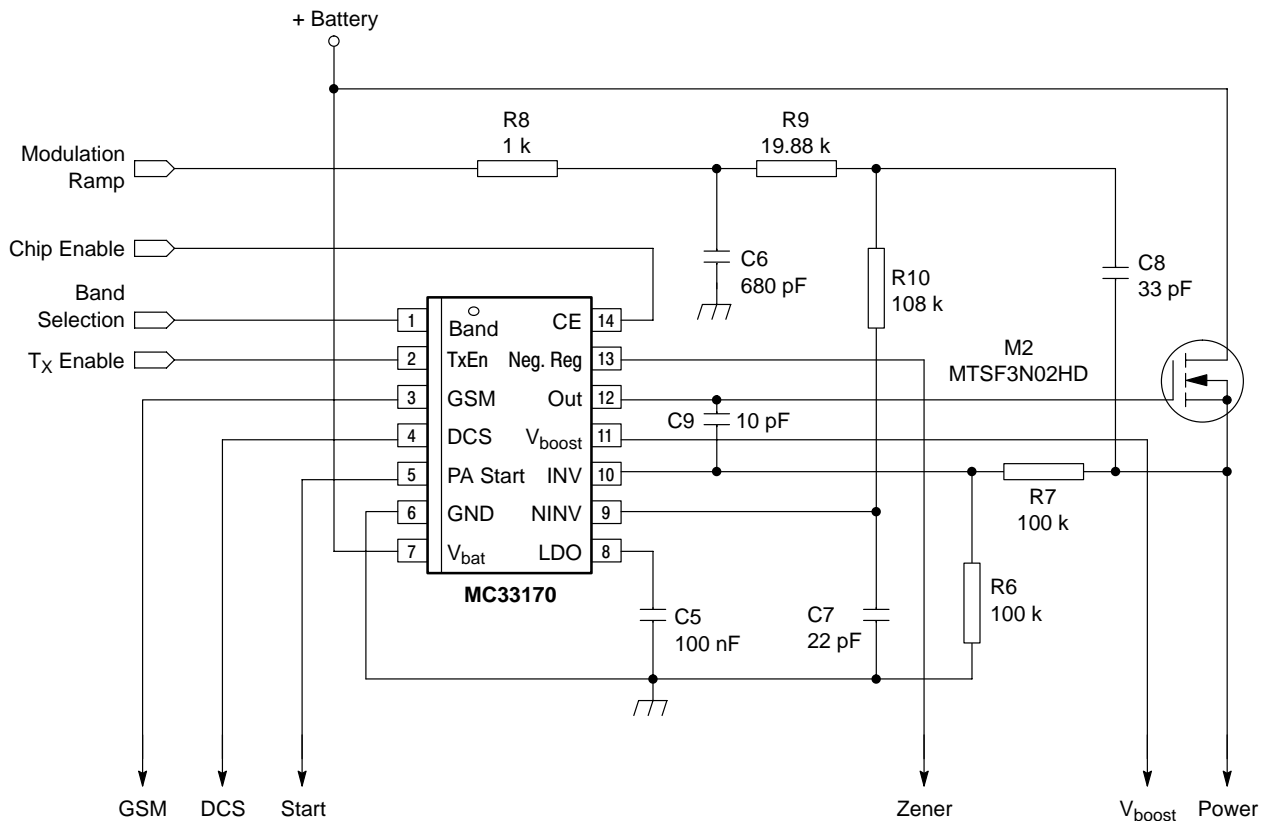 + Battery
R8
1 k
R9
19.88 k
Modulation
Ramp
Chip Enable
C6
680 pF
R10
108 k
C8
33 pF
Band
Selection
TX Enable
M2
MTSF3N02HD
1
Band
CE
14
2
TxEn
Neg. Reg
13
3
GSM
Out
12
4
DCS
Vboost
11
5
PA Start
INV
10
6
GND
NINV
9
7
Vbat
LDO
8
MC33170
C9
10 pF
R7
100 k
R6
100 k
C5
100 nF
C7
22 pF
GSM
DCS
Start
Zener
Vboost
Power